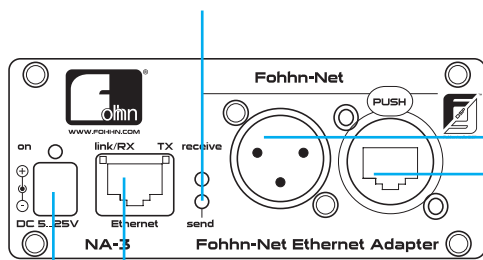 Fohhn-Net
PUSH
Fohhn
®
WWW.FOHHN.COM
on
link/RX TX receive
DC 5...25V
Ethernet
send
NA-3
Fohhn-Net Ethernet Adapter